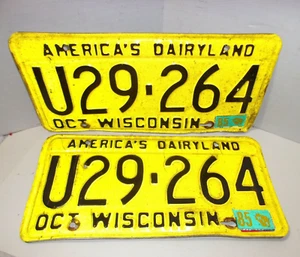 AMERICA'S DAIRYLAND
U29-264
OCT WISCONSIN
AMERICA'S DAIRYLAND
U29-264
OCT WISCONSIN 85